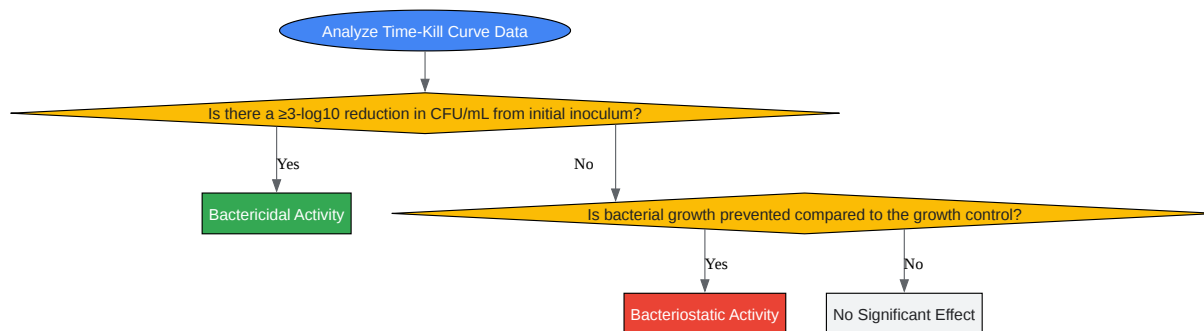 Analyze Time-Kill Curve Data
Is there a ≥3-log10 reduction in CFU/mL from initial inoculum?
Yes
No
Bactericidal Activity
Is bacterial growth prevented compared to the growth control?
Yes
No
Bacteriostatic Activity
No Significant Effect